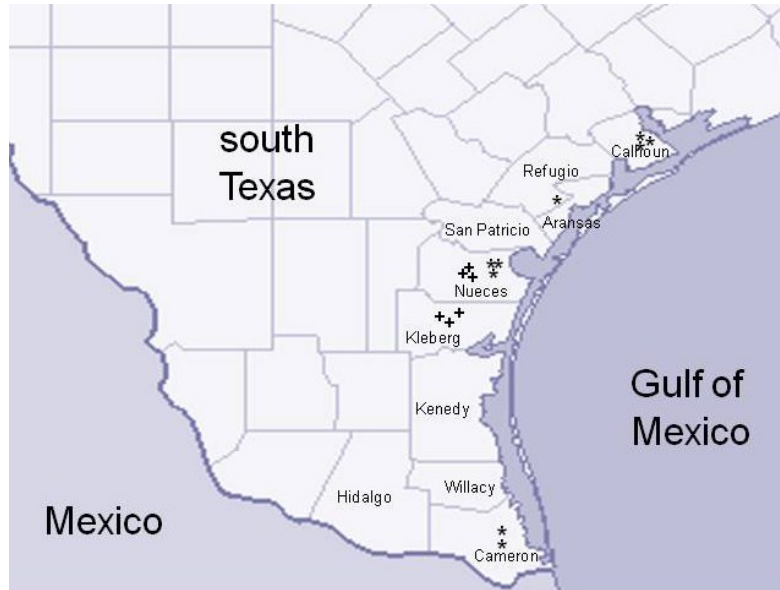 south
Texas
Calhoun
Refugio
Aransas
San Patricio
Nueces
Kleberg
Gulf of
Mexico
Kenedy
Willacy
Hidalgo
Mexico
Cameron